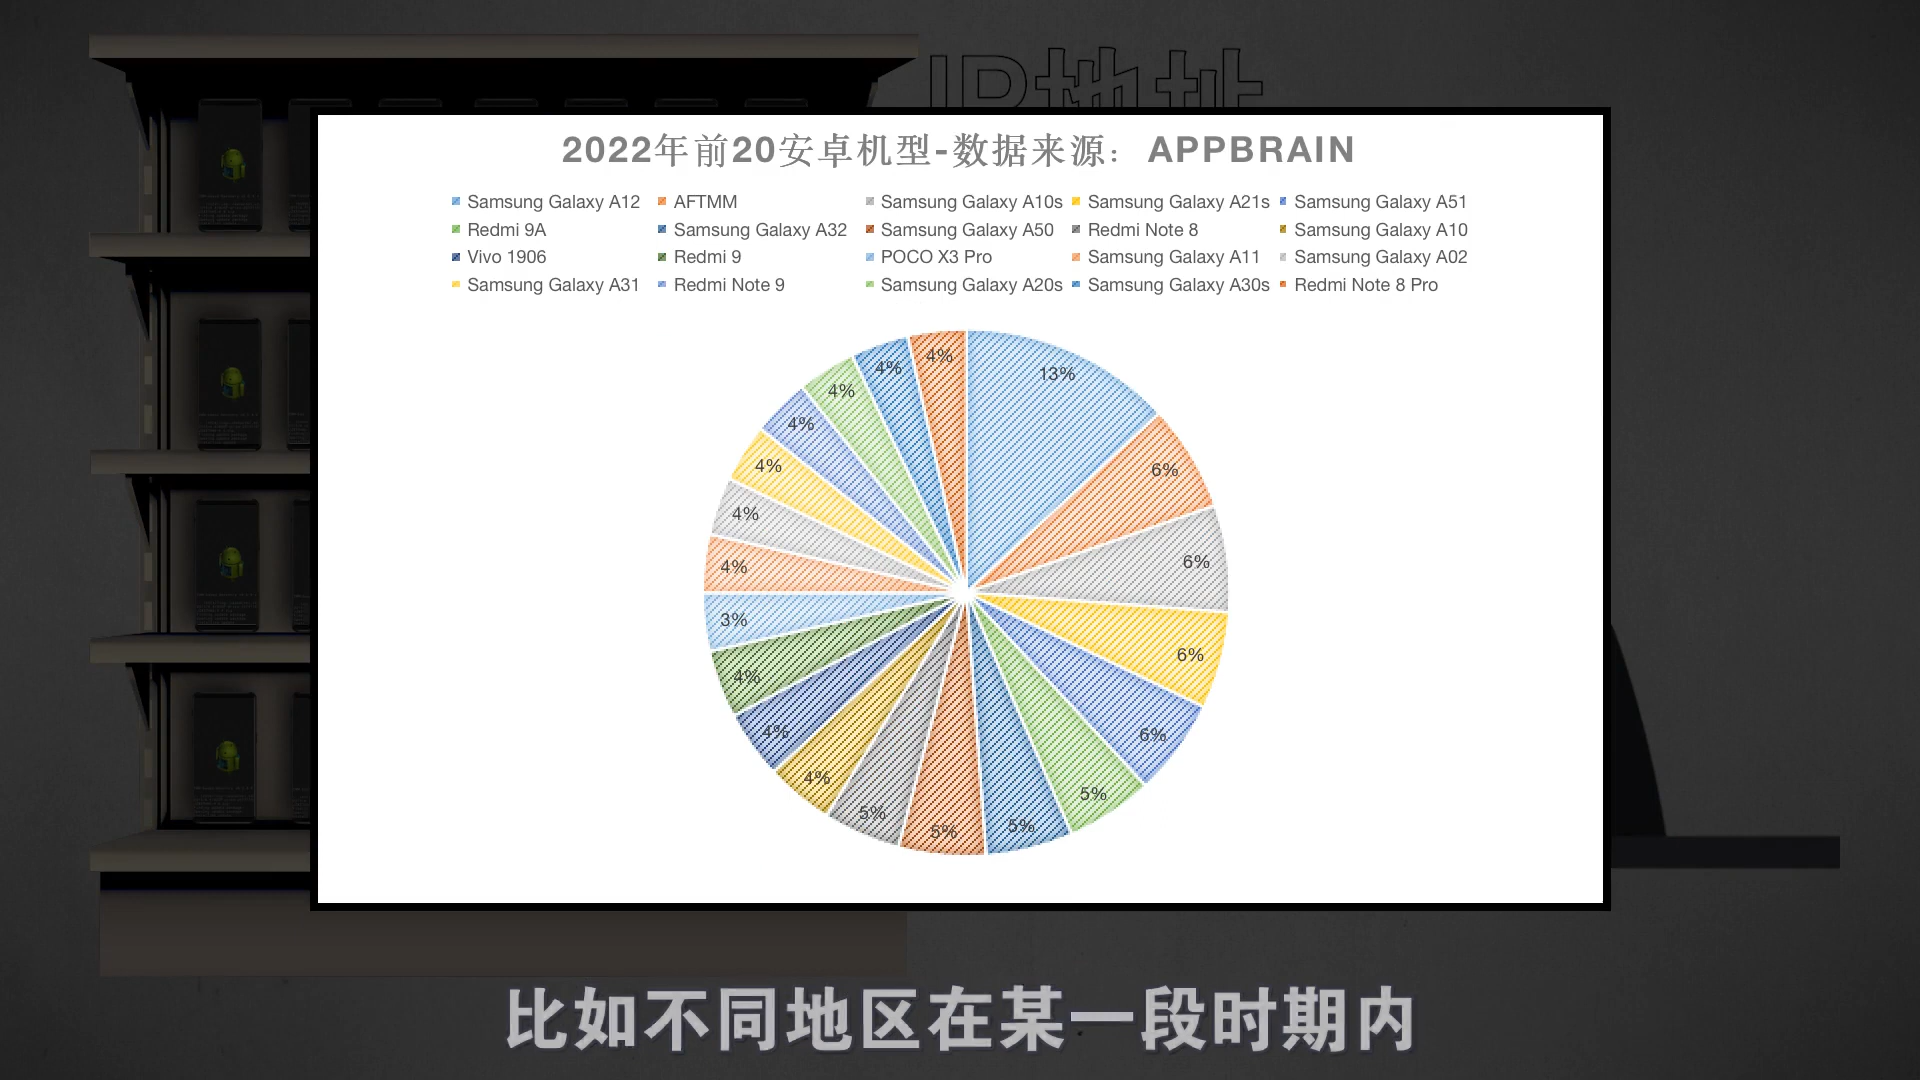 IP地址
2022年前20安卓机型-数据来源：APPBRAIN
Samsung Galaxy A12 AFTMM Samsung Galaxy A10s Samsung Galaxy A21s Samsung Galaxy A51
Redmi 9A Samsung Galaxy A32 Samsung Galaxy A50 Redmi Note 8 Samsung Galaxy A10
Vivo 1906 Redmi 9 POCO X3 Pro Samsung Galaxy A11 Samsung Galaxy A02
Samsung Galaxy A31 Redmi Note 9 Samsung Galaxy A20s Samsung Galaxy A30s Redmi Note 8 Pro
13%
6%
6%
6%
6%
5%
5%
5%
5%
4%
4%
4%
3%
4%
4%
4%
4%
4%
4%
4%
比如不同地区在某一段时期内